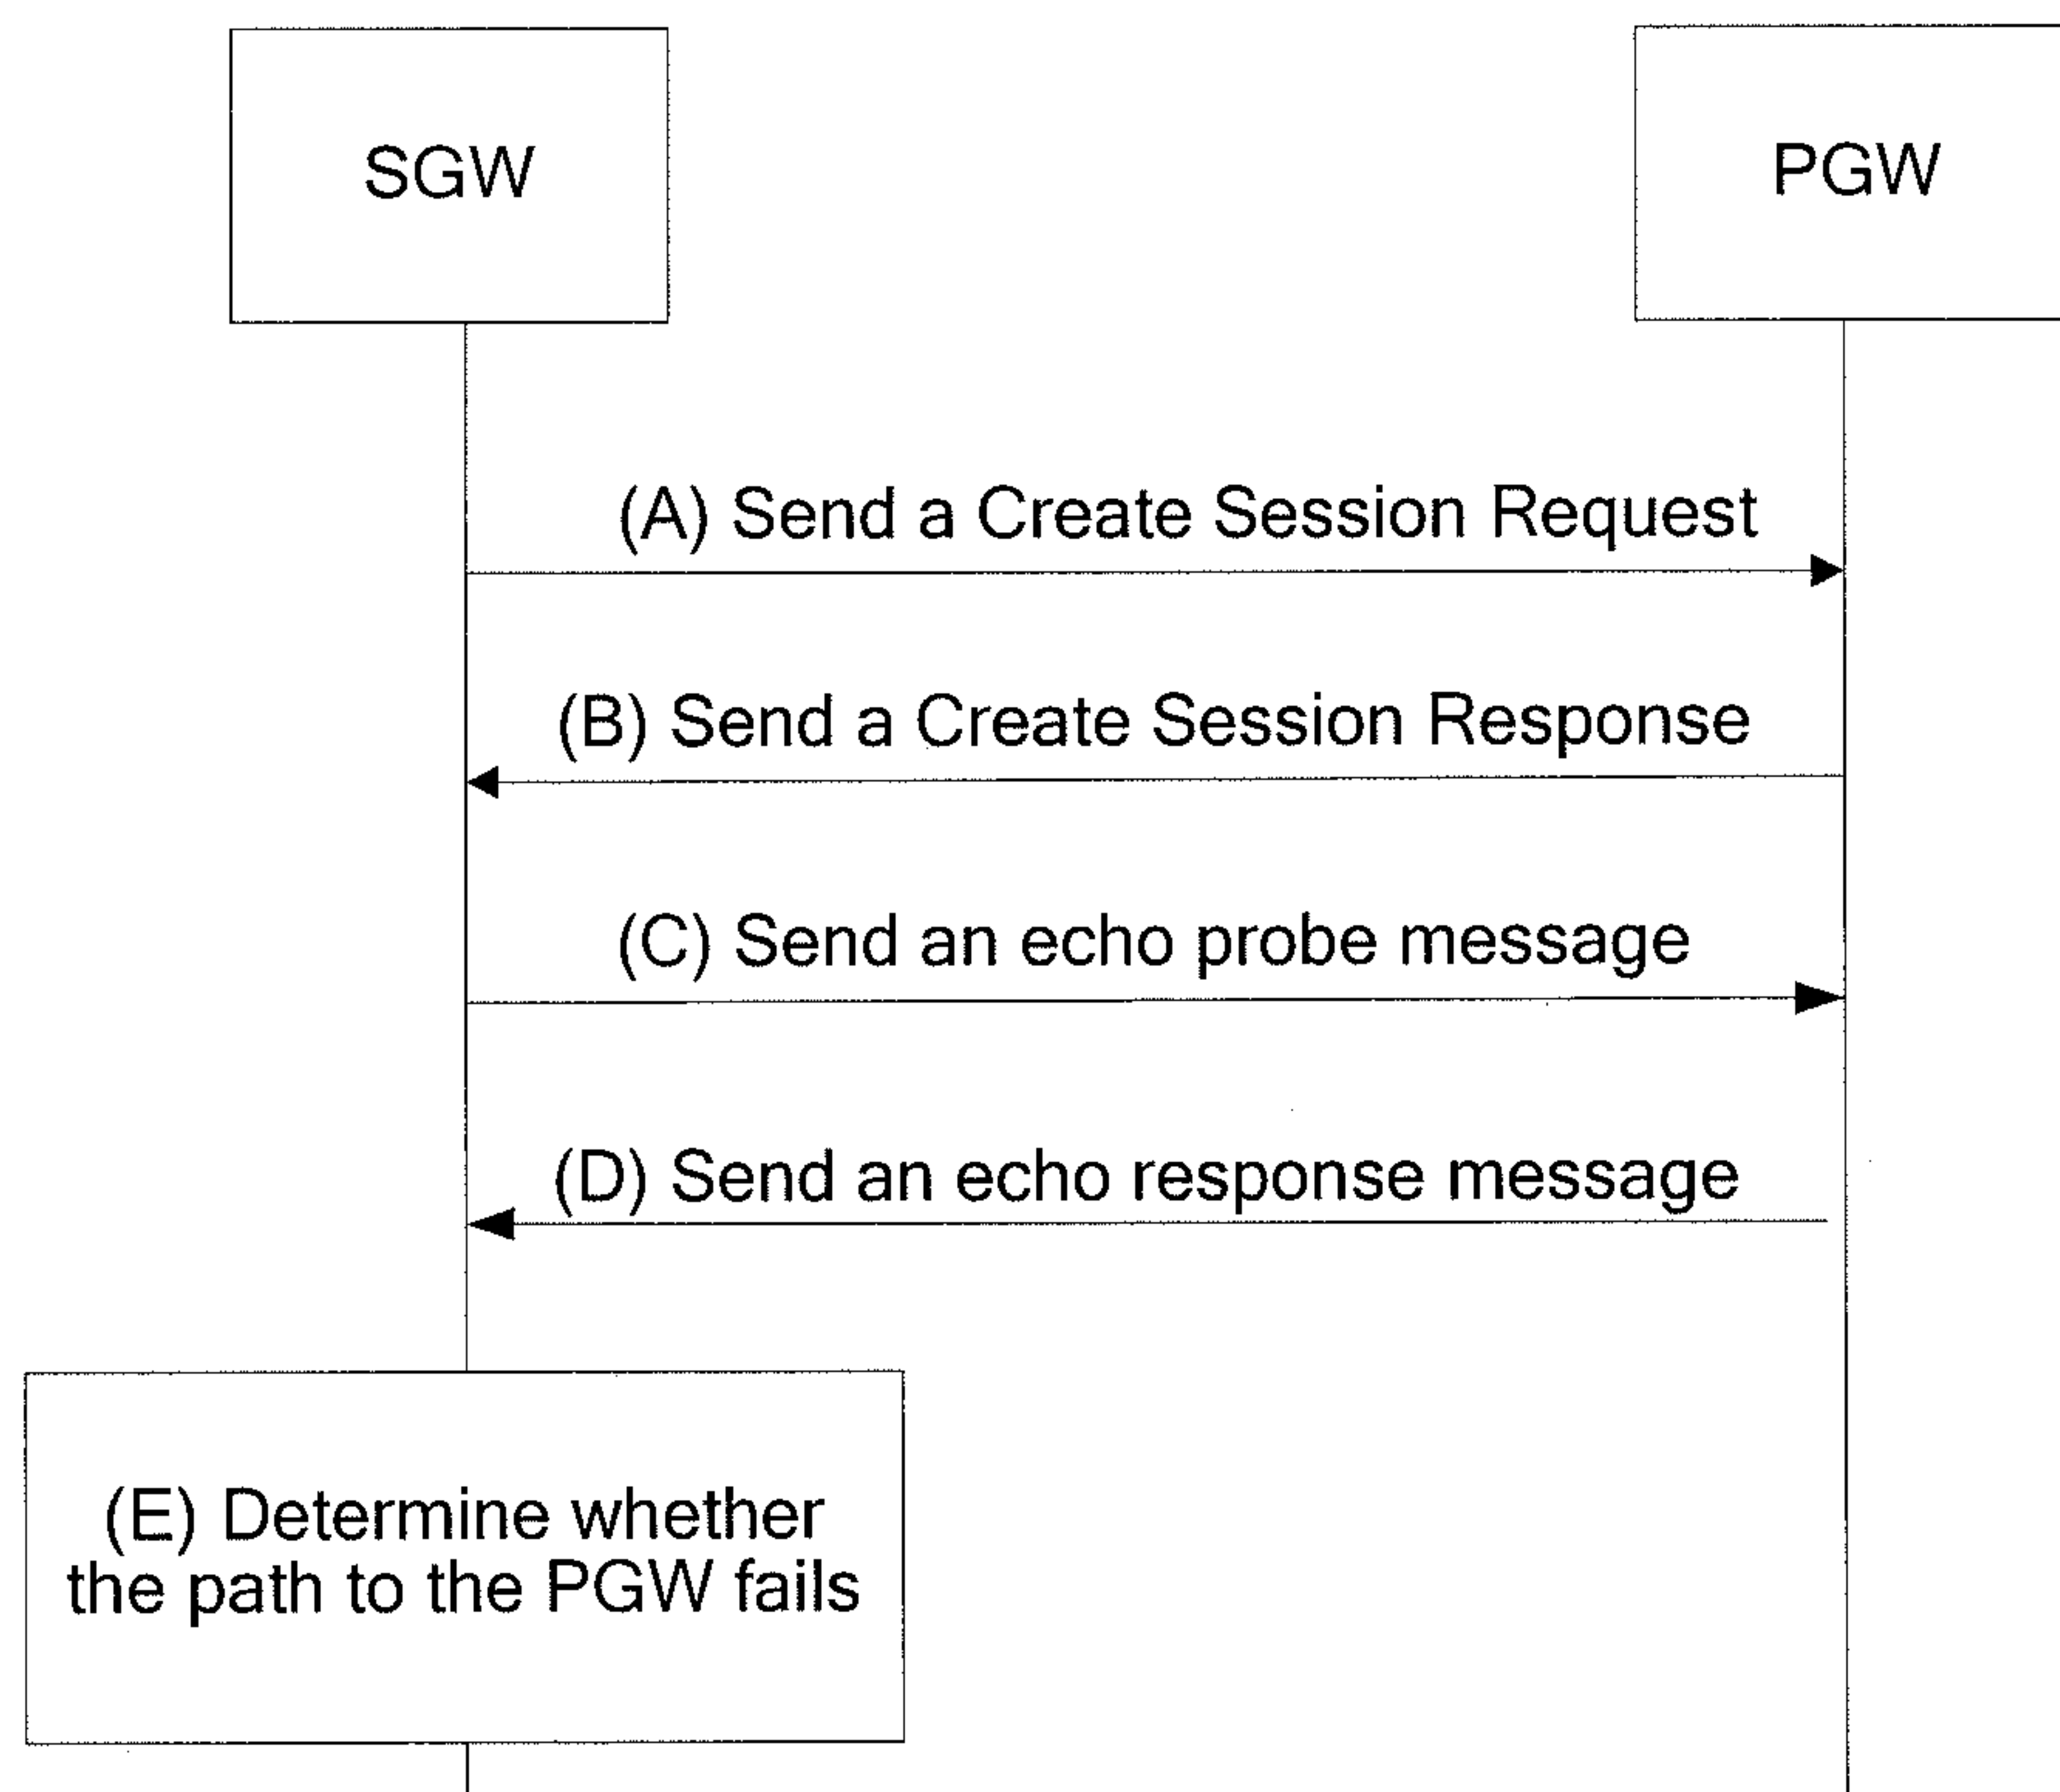 SGW
PGW
(A) Send a Create Session Request
(B) Send a Create Session Response
(C) Send an echo probe message
(D) Send an echo response message
(E) Determine whether
the path to the PGW fails